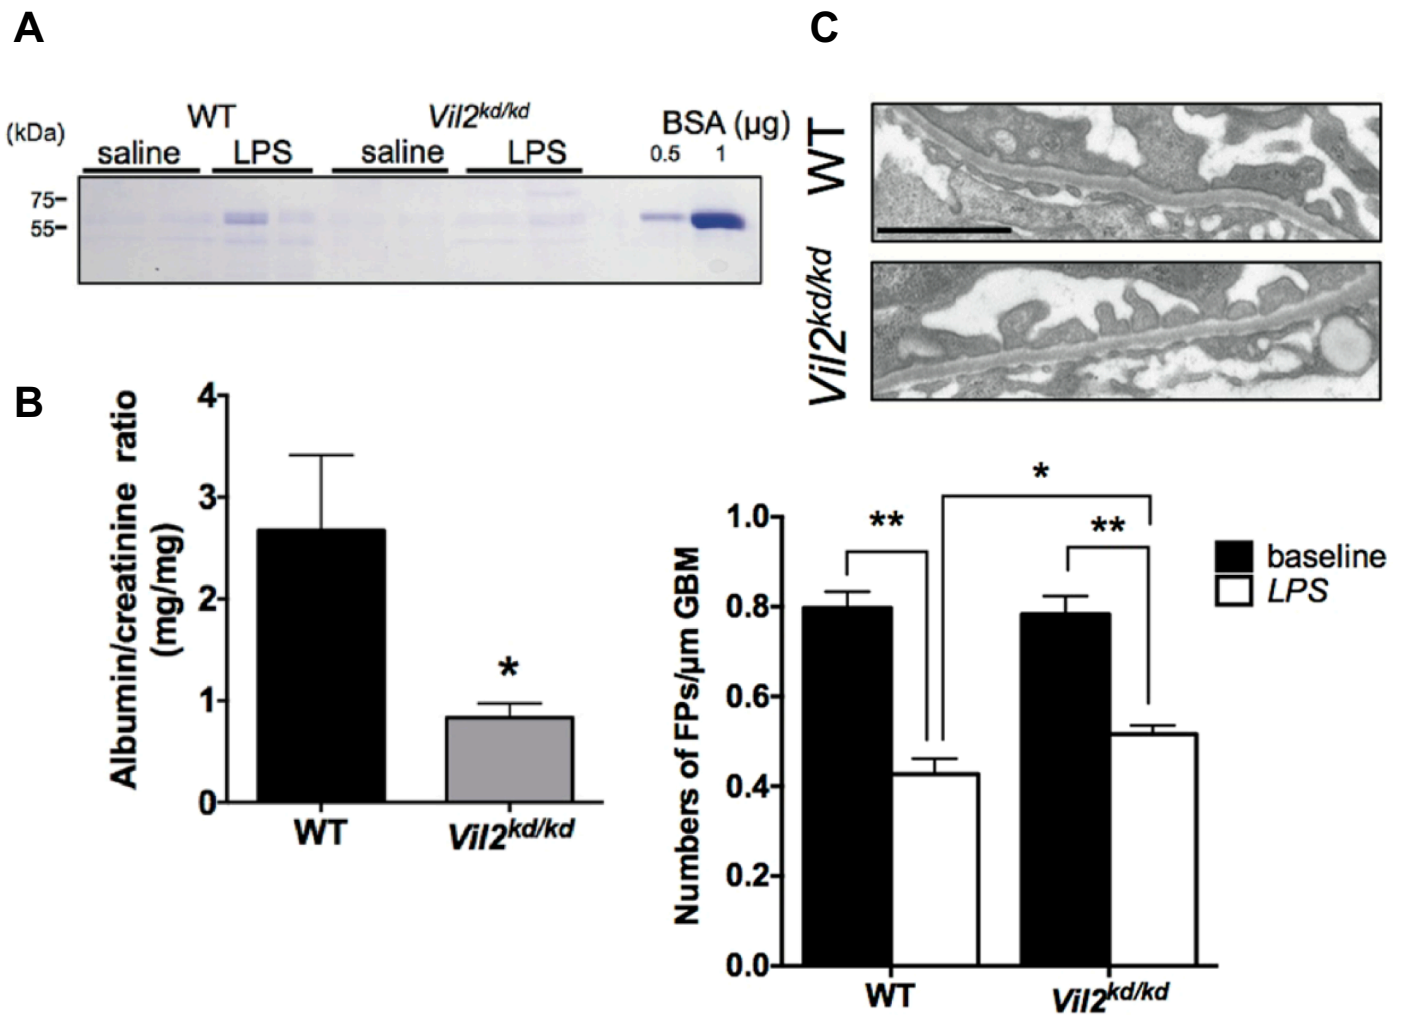 A
WT
Vil2kd/kd
BSA (µg)
(kDa)
saline
LPS
saline
LPS
0.5
1
75
55
C
WT
Vil2kd/kd
B
Albumin/creatinine ratio
(mg/mg)
4
3
2
1
0
*
WT
Vil2kd/kd
Numbers of FPs/µm GBM
1.0
0.8
0.6
0.4
0.2
0.0
**
*
**
baseline
LPS
WT
Vil2kd/kd